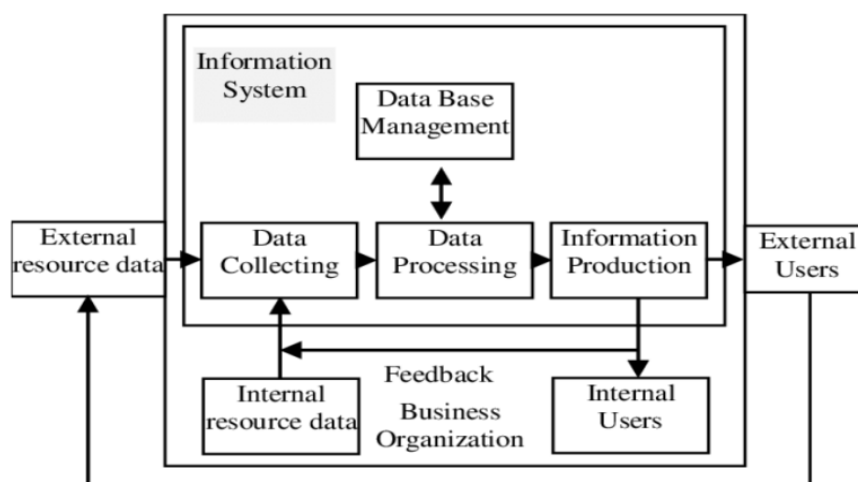 Information
System
Data Base
Management
External
resource data
Data
Collecting
Data
Processing
Information
Production
External
Users
Feedback
Internal
resource data
Business
Organization
Internal
Users